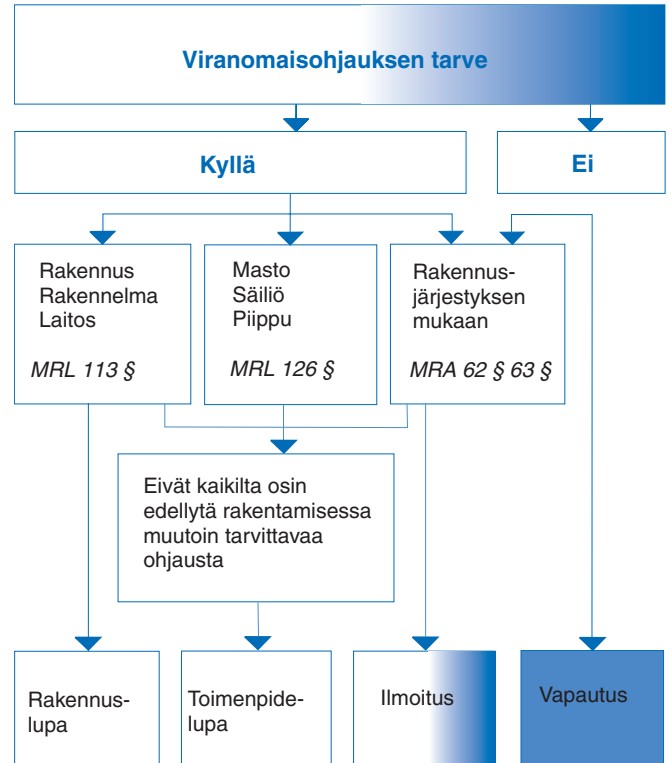 Viranomaisohjauksen tarve
Kyllä
Ei
Rakennus
Rakennelma
Laitos
MRL 113 §
Masto
Säiliö
Piippu
MRL 126 §
Rakennus-
järjestyksen
mukaan
MRA 62 § 63 §
Eivät kaikilta osin
edellytä rakentamisessa
muutoin tarvittavaa
ohjausta
Rakennus-
lupa
Toimenpide-
lupa
Ilmoitus
Vapautus